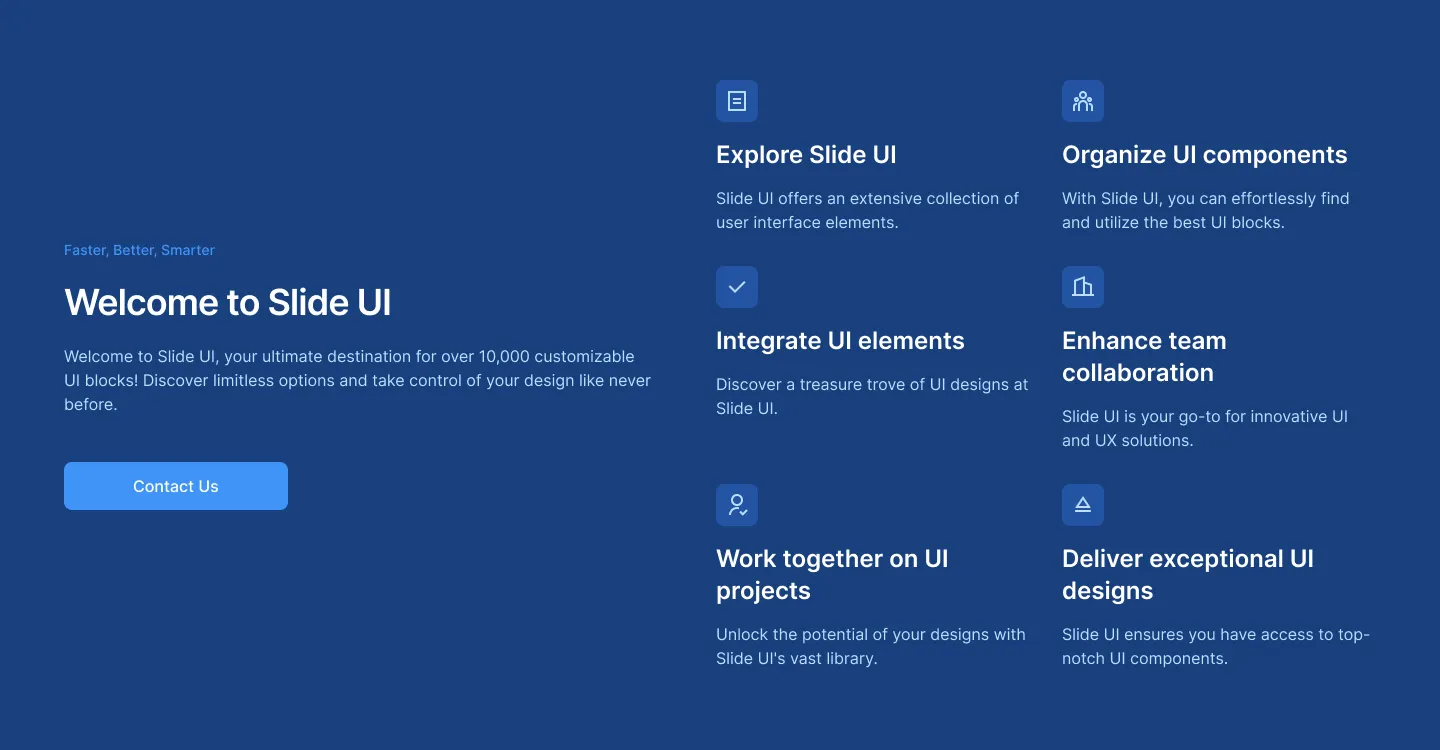 Faster, Better, Smarter
Welcome to Slide UI
Welcome to Slide UI, your ultimate destination for over 10,000 customizable
UI blocks! Discover limitless options and take control of your design like never
before.
Contact Us
Explore Slide UI
Slide UI offers an extensive collection of
user interface elements.
Organize UI components
With Slide UI, you can effortlessly find
and utilize the best UI blocks.
Integrate UI elements
Discover a treasure trove of UI designs at
Slide UI.
Enhance team
collaboration
Slide UI is your go-to for innovative UI
and UX solutions.
Work together on UI
projects
Unlock the potential of your designs with
Slide UI's vast library.
Deliver exceptional UI
designs
Slide UI ensures you have access to top-
notch UI components.